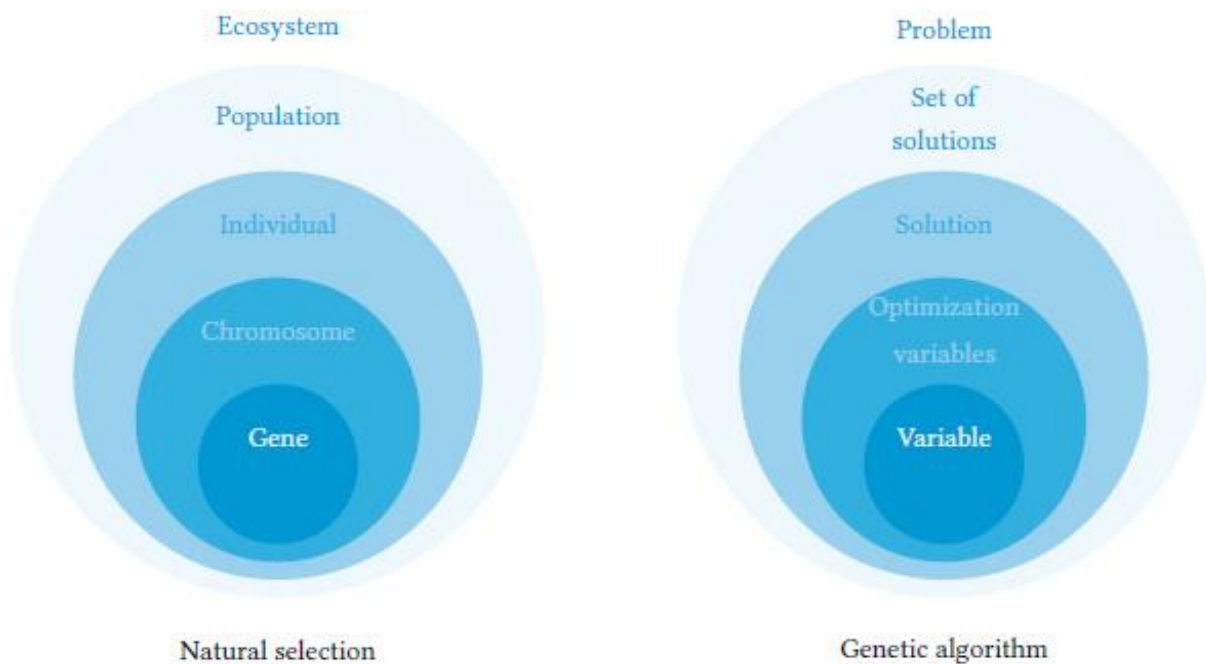 Ecosystem
Population
Individual
Chromosome
Gene
Natural selection
Problem
Set of
solutions
Solution
Optimization
variables
Variable
Genetic algorithm